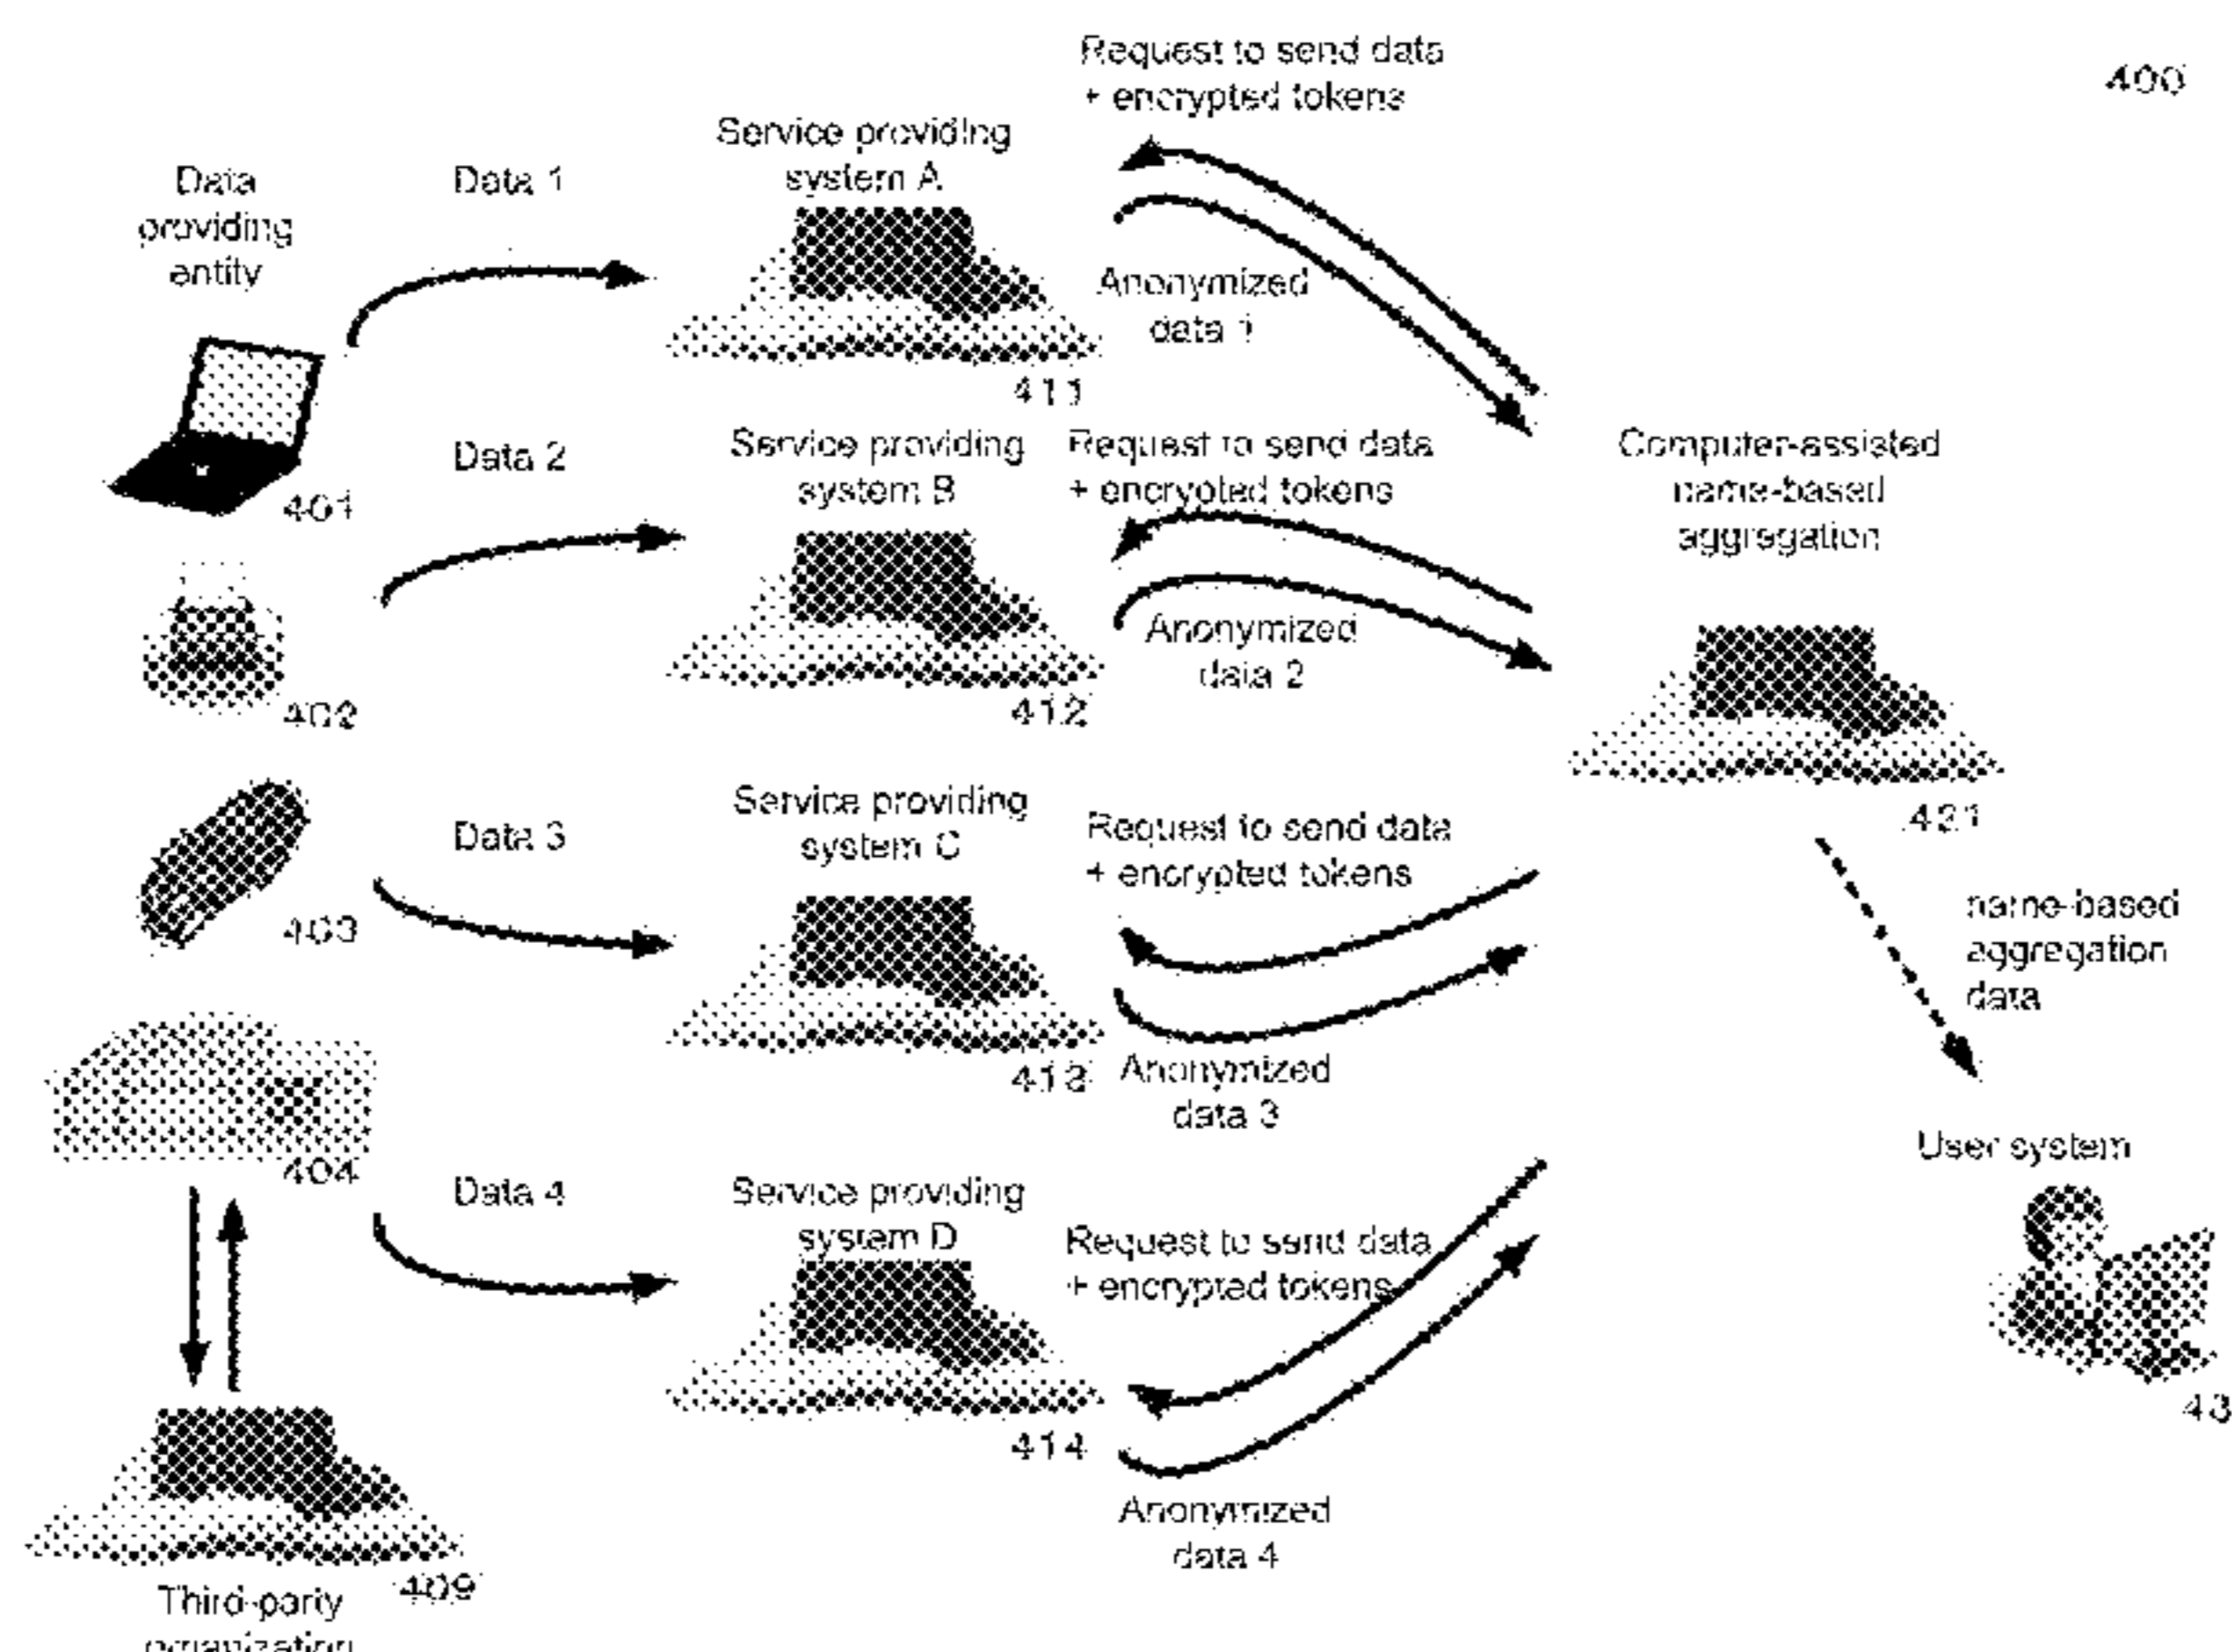 Request to send data
+ encrypted tokens
400
Service providing
system A
Data
providing
entity
Data 1
Anonymized
data 1
411
Data 2
Service providing
system B
Request to send data
+ encrypted tokens
Computer-assisted
name-based
aggregation
401
Anonymized
data 2
402
412
Data 3
Service providing
system C
Request to send data
+ encrypted tokens
421
403
name-based
aggregation
data
413
Anonymized
data 3
404
User system
Data 4
Service providing
system D
Request to send data
+ encrypted tokens
43
414
Anonymized
data 4
409
Third-party
organization